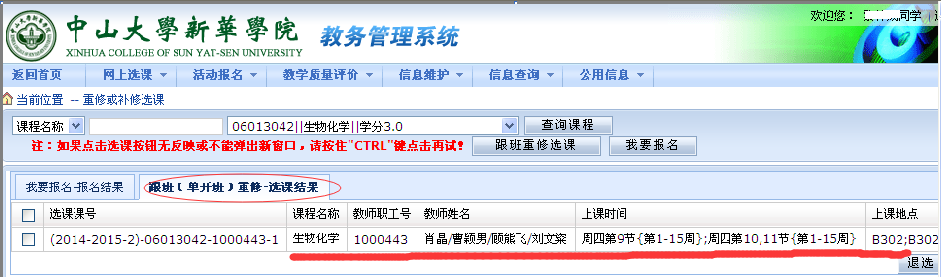 欢迎您： 同学
中山大學新華學院
XINHUA COLLEGE OF SUN YAT-SEN UNIVERSITY
教务管理系统
返回首页 网上选课 活动报名 教学质量评价 信息维护 信息查询 公用信息
当前位置 -- 重修或补修选课
课程名称 06013042||生物化学||学分3.0 查询课程
注：如果点击选课按钮无反映或不能弹出新窗口，请按住"CTRL"键点击再试! 跟班重修选课 我要报名
我要报名-报名结果 跟班(单开班)重修-选课结果
选课课号 课程名称 教师职工号 教师姓名 上课时间 上课地点
(2014-2015-2)-06013042-1000443-1 生物化学 1000443 肖晶/曹颖男/顾能飞/刘文粢 周四第9节{第1-15周};周四第10,11节{第1-15周} B302;B302
退选